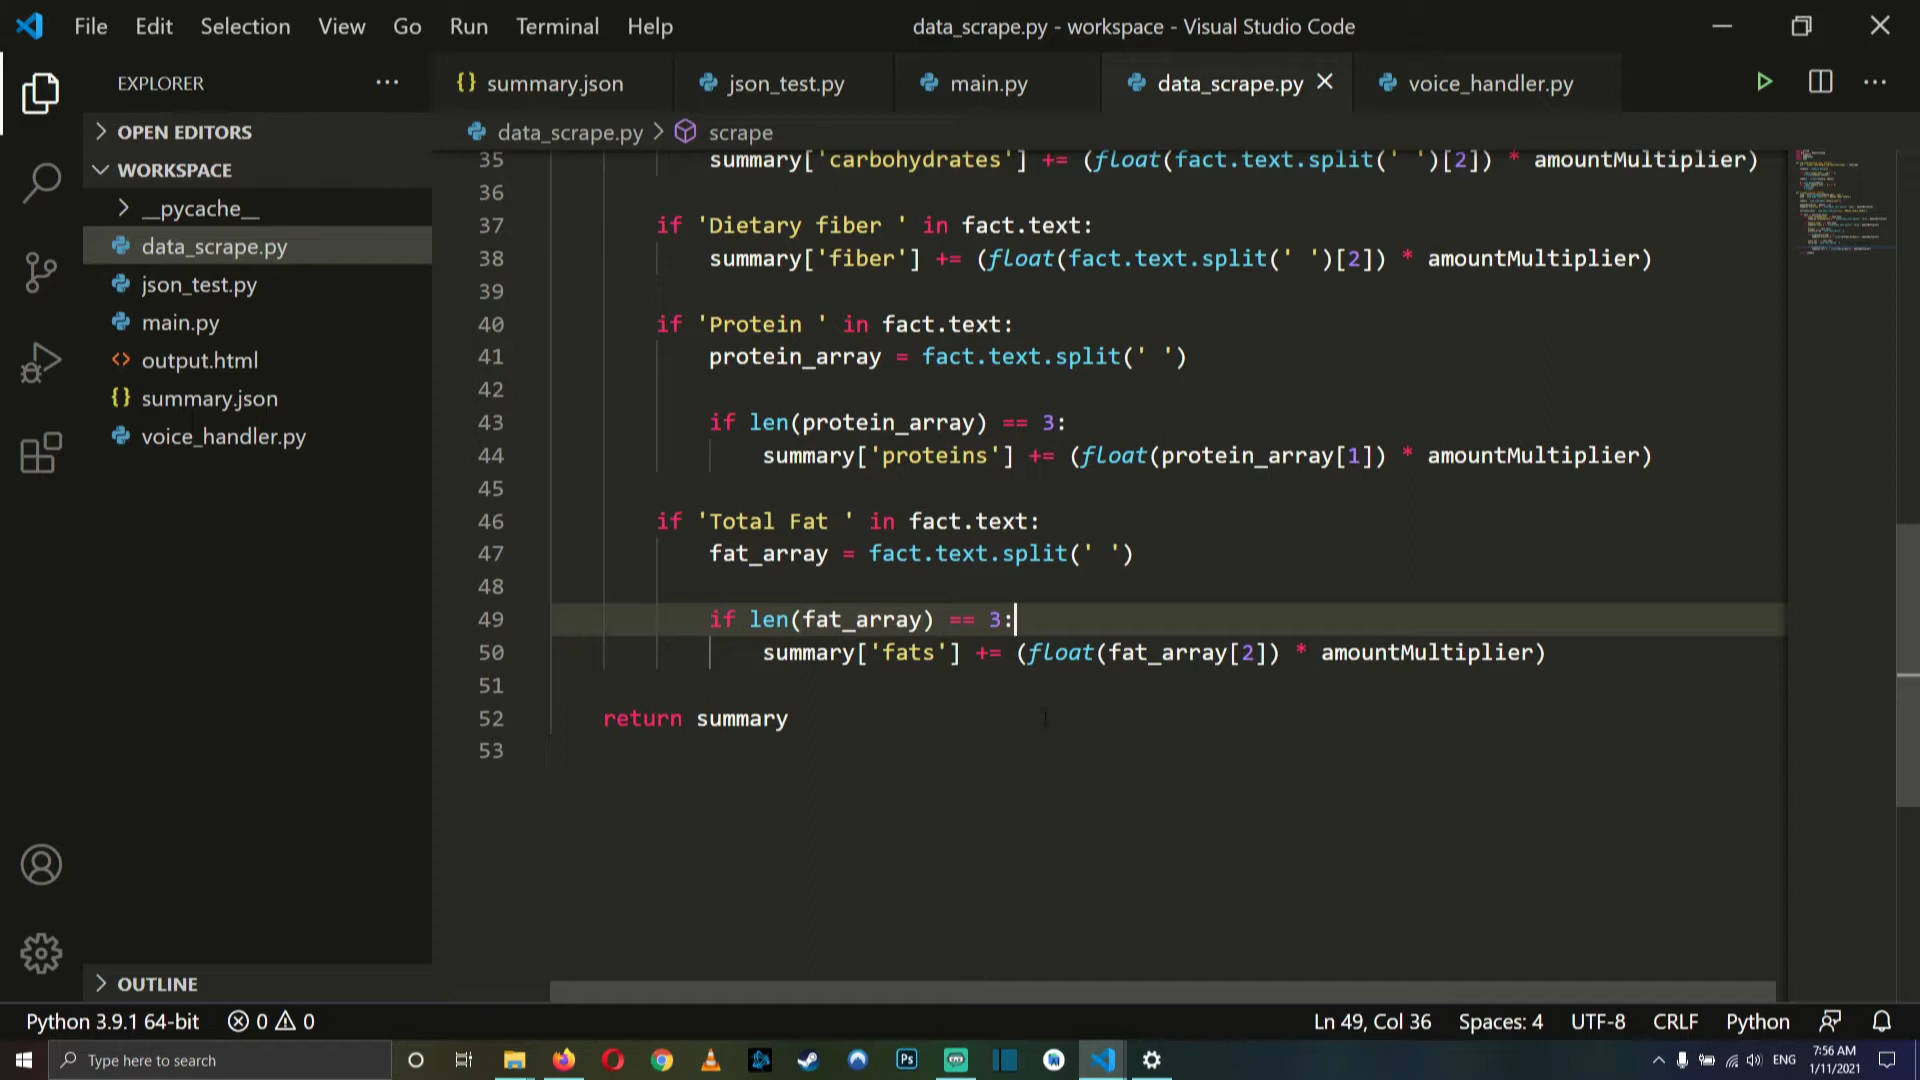 File Edit Selection View Go Run Terminal Help
data_scrape.py - workspace - Visual Studio Code
EXPLORER
{} summary.json
json_test.py
main.py
data_scrape.py
voice_handler.py
OPEN EDITORS
WORKSPACE
__pycache__
data_scrape.py
json_test.py
main.py
output.html
{} summary.json
voice_handler.py
OUTLINE
data_scrape.py > scrape
35 summary['carbohydrates'] += (float(fact.text.split(' ')[2]) * amountMultiplier)
36
37 if 'Dietary fiber ' in fact.text:
38 summary['fiber'] += (float(fact.text.split(' ')[2]) * amountMultiplier)
39
40 if 'Protein ' in fact.text:
41 protein_array = fact.text.split(' ')
42
43 if len(protein_array) == 3:
44 summary['proteins'] += (float(protein_array[1]) * amountMultiplier)
45
46 if 'Total Fat ' in fact.text:
47 fat_array = fact.text.split(' ')
48
49 if len(fat_array) == 3:
50 summary['fats'] += (float(fat_array[2]) * amountMultiplier)
51
52 return summary
53
Python 3.9.1 64-bit 0 0
Ln 49, Col 36 Spaces: 4 UTF-8 CRLF Python
Type here to search
Ps
ENG
7:56 AM
1/11/2021